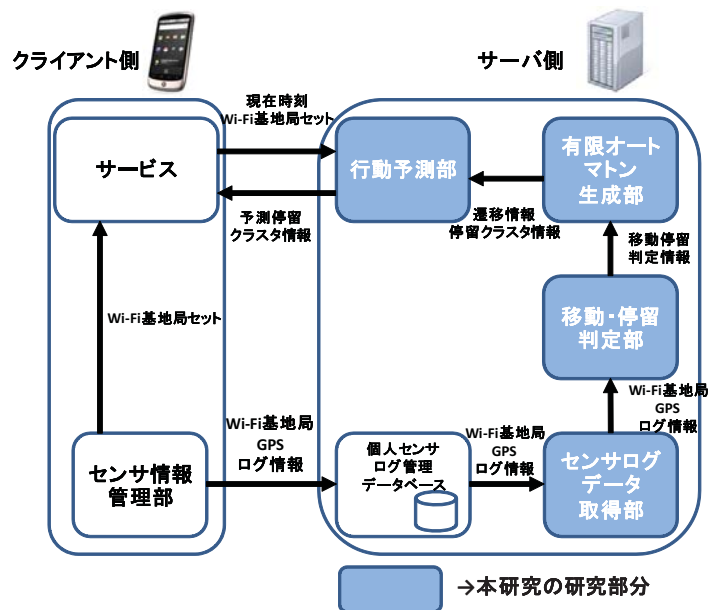 クライアント側
サーバ側
現在時刻
Wi-Fi基地局セット
サービス
行動予測部
有限オート
マトン
生成部
予測停留
クラスタ情報
遷移情報
停留クラスタ情報
移動停留
判定情報
Wi-Fi基地局セット
移動・停留
判定部
Wi-Fi基地局
GPS
ログ情報
Wi-Fi基地局
GPS
ログ情報
Wi-Fi基地局
GPS
ログ情報
センサ情報
管理部
個人センサ
ログ管理
データベース
センサログ
データ
取得部
→本研究の研究部分